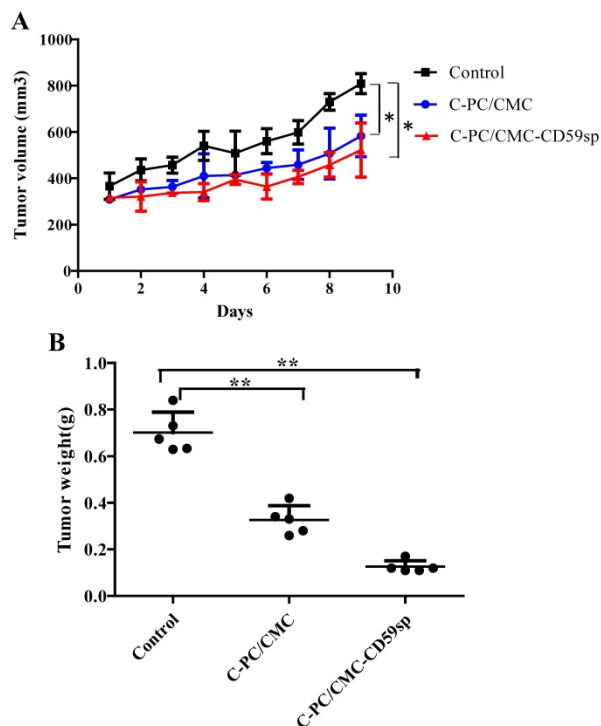 A
Tumor volume (mm3)
1000
800
600
400
200
0
0 2 4 6 8 10
Days
Control
C-PC/CMC
C-PC/CMC-CD59sp
*
*
B
Tumor weight(g)
1.0
0.8
0.6
0.4
0.2
0.0
**
**
Control
C-PC/CMC
C-PC/CMC-CD59sp